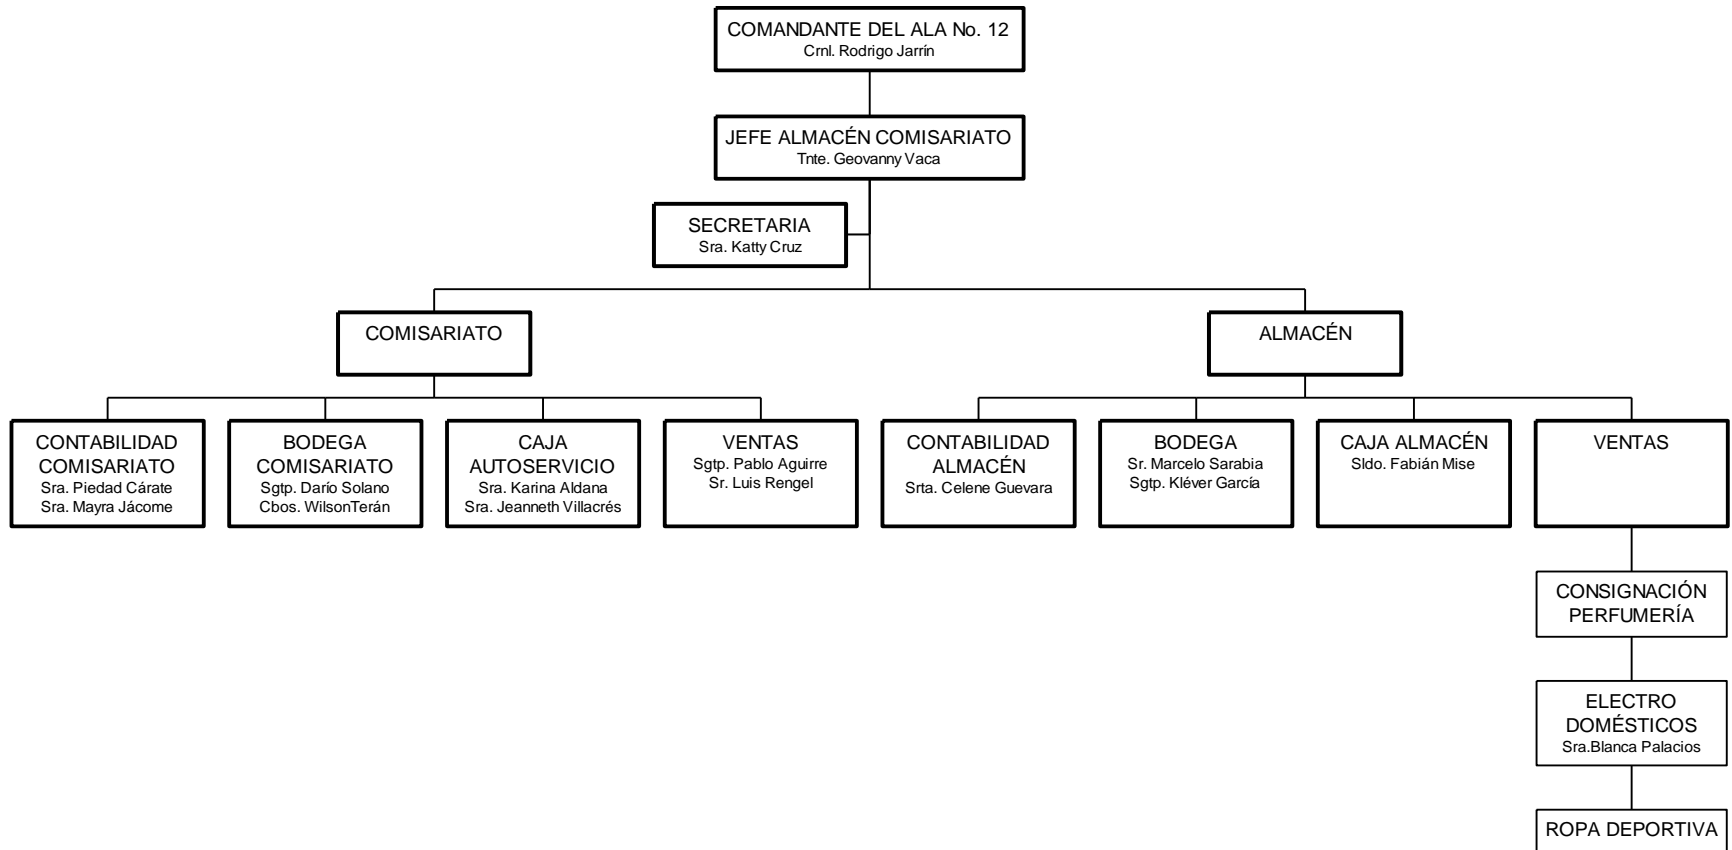 COMANDANTE DEL ALA No. 12
Crnl. Rodrigo Jarrín
JEFE ALMACÉN COMISARIATO
Tnte. Geovanny Vaca
SECRETARIA
Sra. Katty Cruz
COMISARIATO
ALMACÉN
CONTABILIDAD
COMISARIATO
Sra. Piedad Cárate
Sra. Mayra Jácome
BODEGA
COMISARIATO
Sgtp. Darío Solano
Cbos. WilsonTerán
CAJA
AUTOSERVICIO
Sra. Karina Aldana
Sra. Jeanneth Villacrés
VENTAS
Sgtp. Pablo Aguirre
Sr. Luis Rengel
CONTABILIDAD
ALMACÉN
Srta. Celene Guevara
BODEGA
Sr. Marcelo Sarabia
Sgtp. Kléver García
CAJA ALMACÉN
Sldo. Fabián Mise
VENTAS
CONSIGNACIÓN
PERFUMERÍA
ELECTRO
DOMÉSTICOS
Sra.Blanca Palacios
ROPA DEPORTIVA